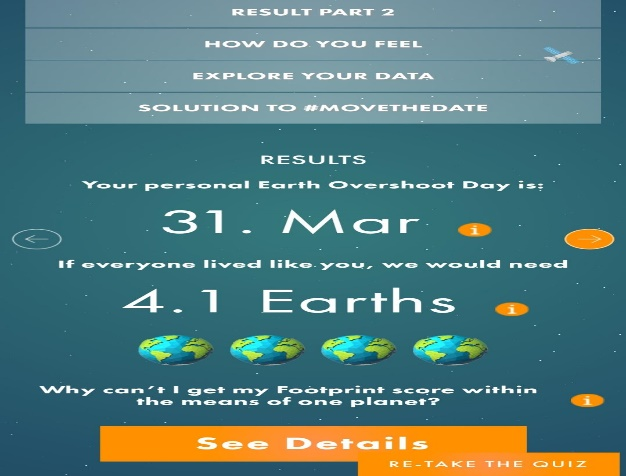 RESULT PART 2
HOW DO YOU FEEL
EXPLORE YOUR DATA
SOLUTION TO #MOVETHEDATE
RESULTS
Your personal Earth Overshoot Day is:
31. Mar
i
If everyone lived like you, we would need
4.1 Earths
i
Why can't I get my Footprint score within
the means of one planet?
i
See Details
RE-TAKE THE QUIZ